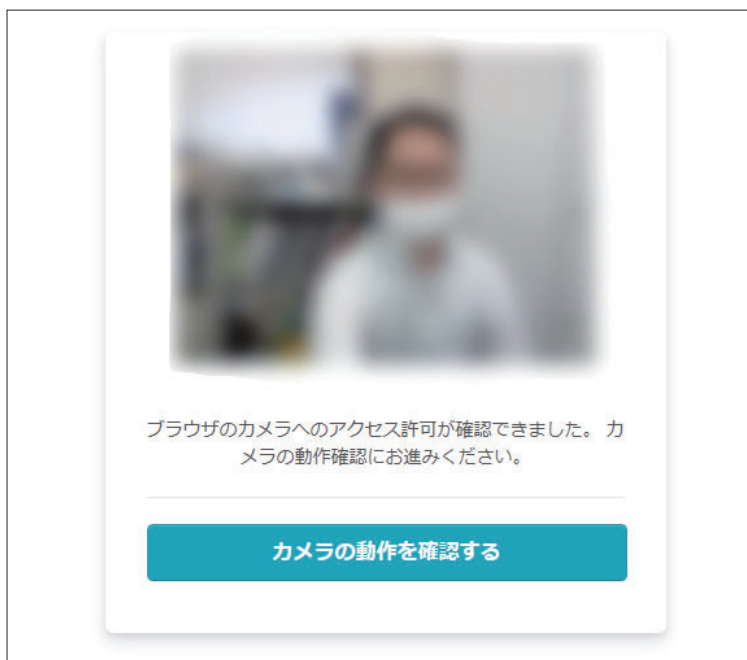 ブラウザのカメラへのアクセス許可が確認できました。 カ
メラの動作確認にお進みください。
カメラの動作を確認する